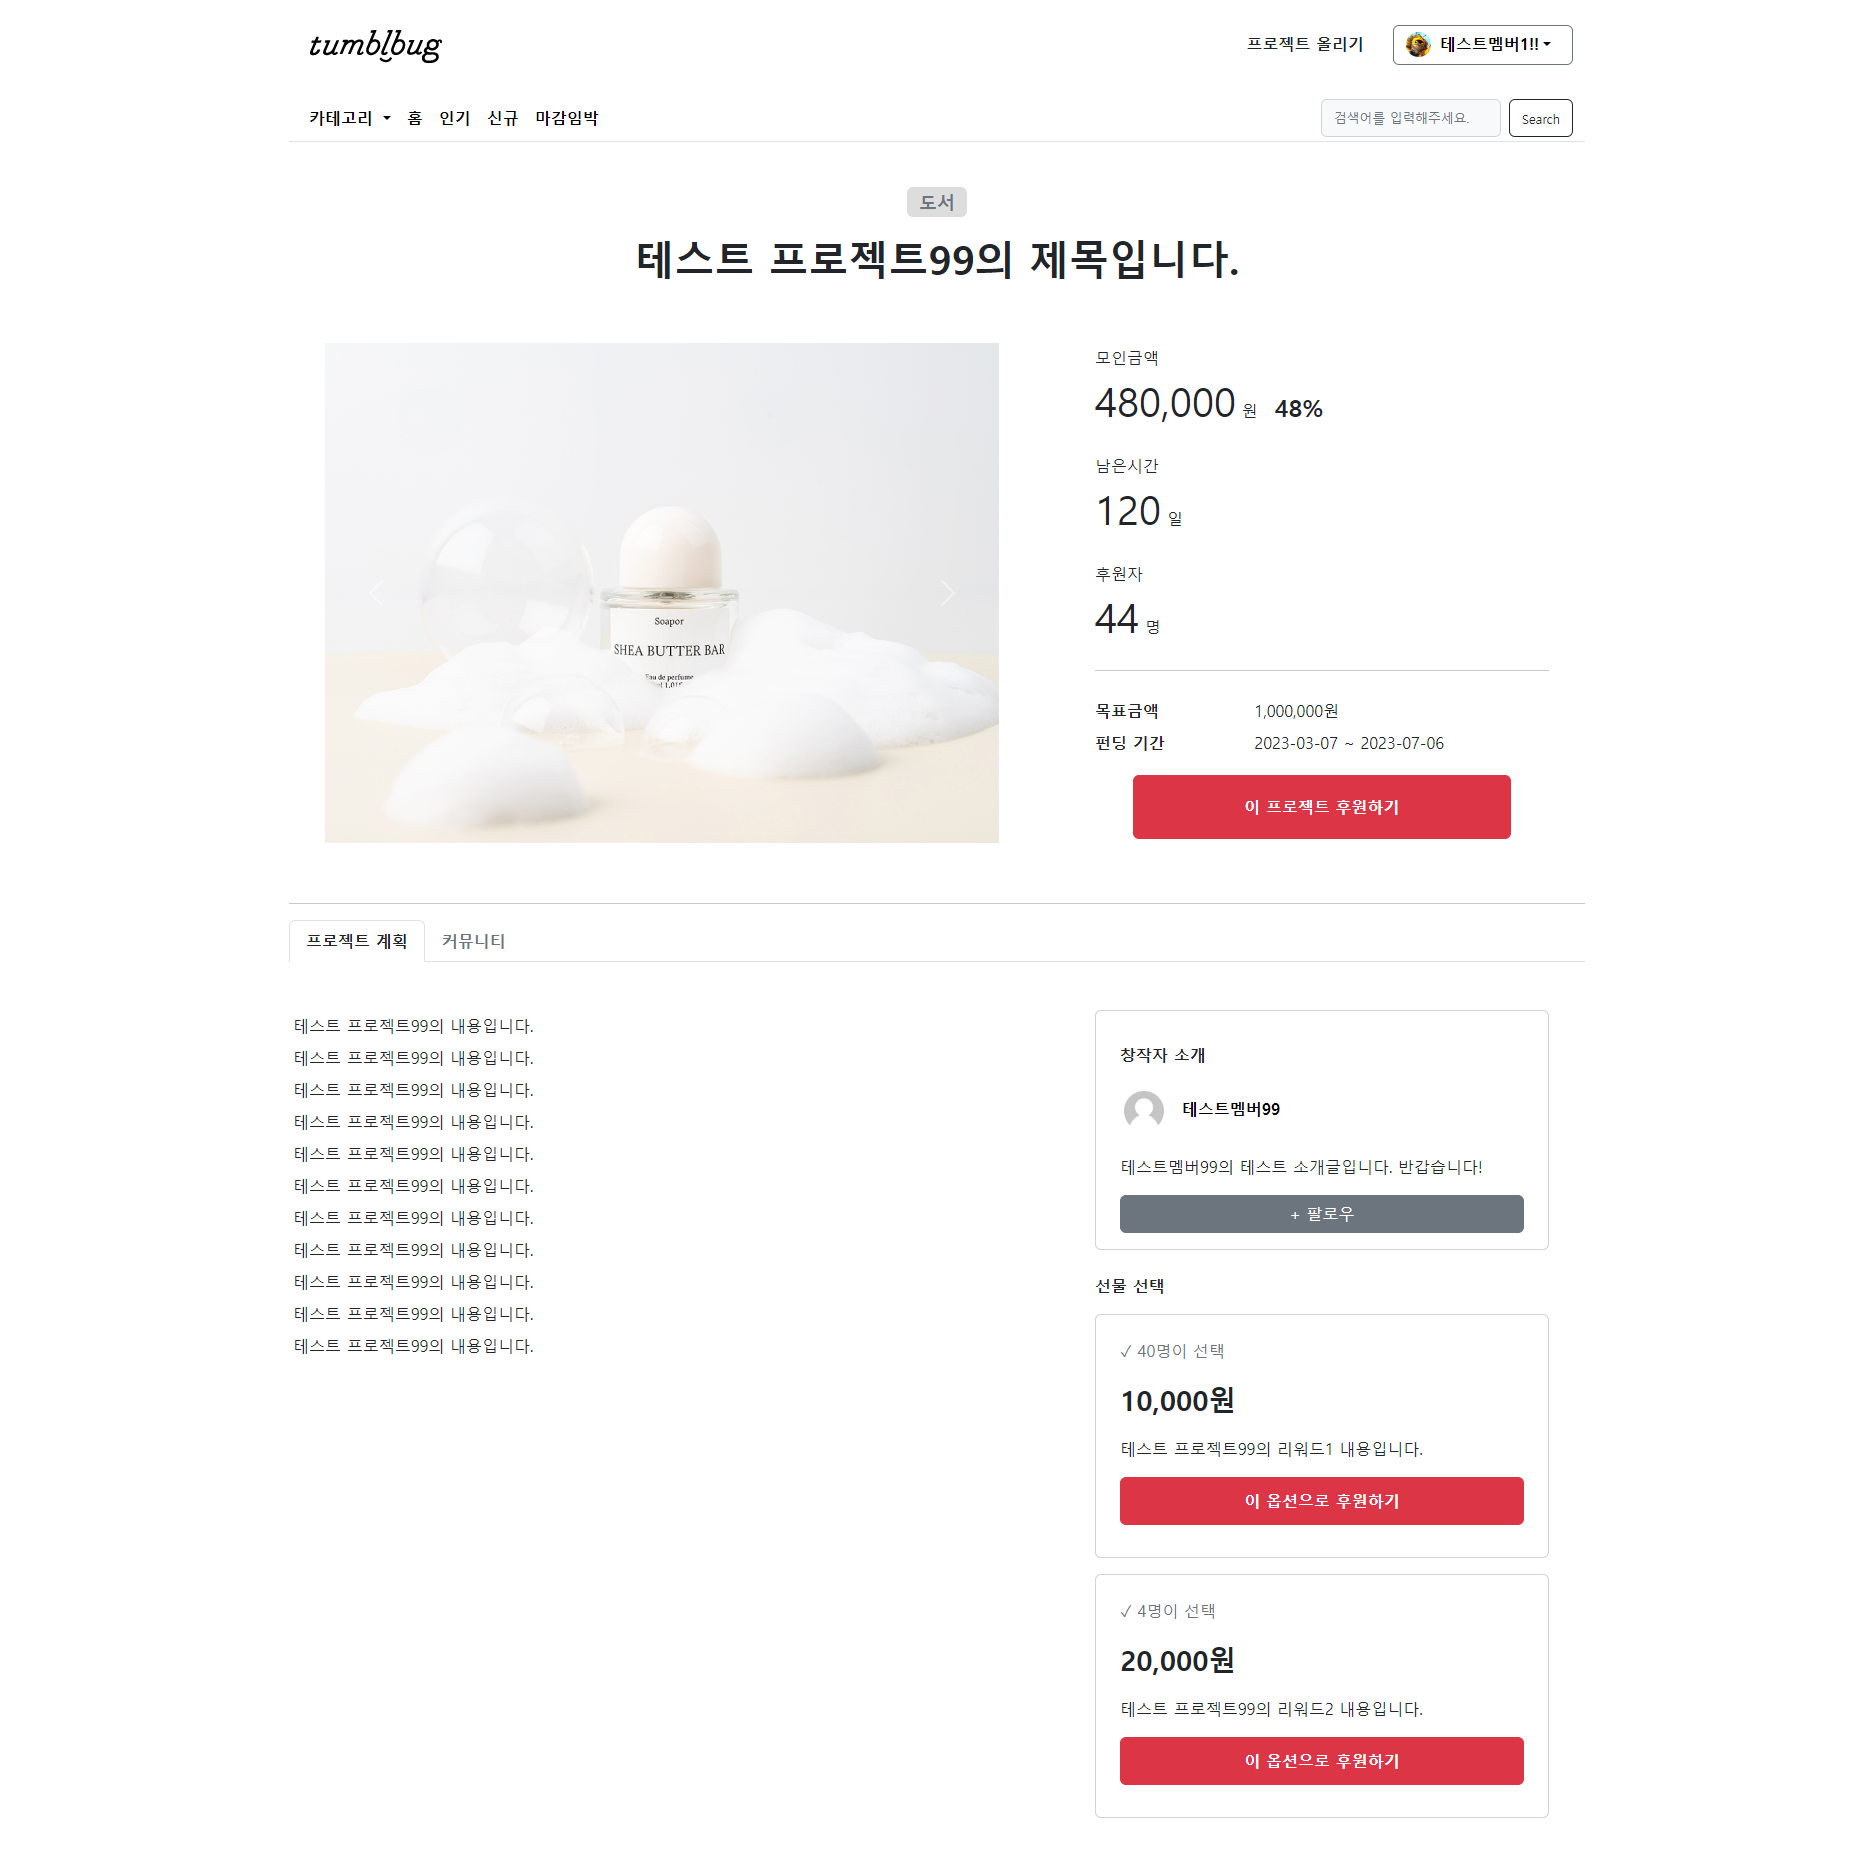 tumblbug
프로젝트 올리기
테스트멤버1!!
카테고리 홈 인기 신규 마감임박
검색어를 입력해주세요.
Search
도서
테스트 프로젝트99의 제목입니다.
Soapor
SHEA BUTTER BAR
Eau de perfume
모인금액
480,000 원 48%
남은시간
120 일
후원자
44 명
목표금액 1,000,000원
펀딩 기간 2023-03-07 ~ 2023-07-06
이 프로젝트 후원하기
프로젝트 계획 커뮤니티
테스트 프로젝트99의 내용입니다.
테스트 프로젝트99의 내용입니다.
테스트 프로젝트99의 내용입니다.
테스트 프로젝트99의 내용입니다.
테스트 프로젝트99의 내용입니다.
테스트 프로젝트99의 내용입니다.
테스트 프로젝트99의 내용입니다.
테스트 프로젝트99의 내용입니다.
테스트 프로젝트99의 내용입니다.
테스트 프로젝트99의 내용입니다.
테스트 프로젝트99의 내용입니다.
창작자 소개
테스트멤버99
테스트멤버99의 테스트 소개글입니다. 반갑습니다!
+ 팔로우
선물 선택
✓ 40명이 선택
10,000원
테스트 프로젝트99의 리워드1 내용입니다.
이 옵션으로 후원하기
✓ 4명이 선택
20,000원
테스트 프로젝트99의 리워드2 내용입니다.
이 옵션으로 후원하기